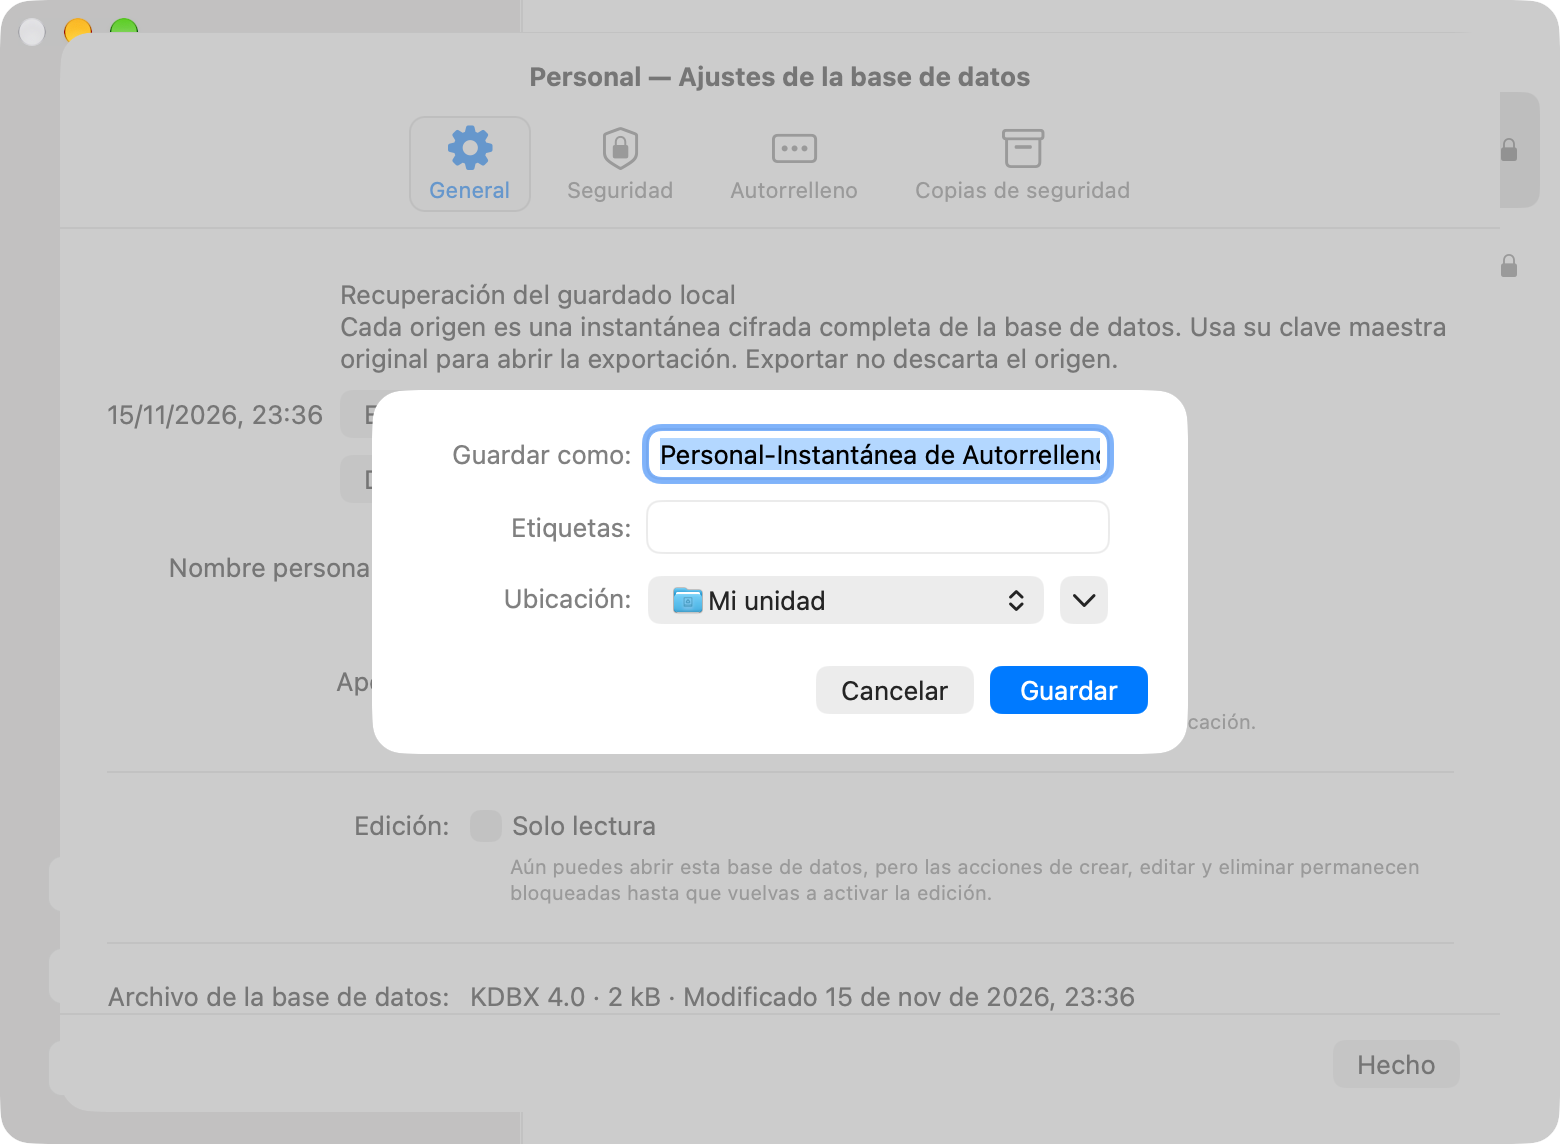 Personal — Ajustes de la base de datos
General
Seguridad
Autorrelleno
Copias de seguridad
Recuperación del guardado local
Cada origen es una instantánea cifrada completa de la base de datos. Usa su clave maestra
original para abrir la exportación. Exportar no descarta el origen.
15/11/2026, 23:36
Guardar como: Personal-Instantánea de Autorrelleno
Etiquetas:
Nombre persona
Ubicación: Mi unidad
Cancelar
Guardar
cación.
Edición: Solo lectura
Aún puedes abrir esta base de datos, pero las acciones de crear, editar y eliminar permanecen
bloqueadas hasta que vuelvas a activar la edición.
Archivo de la base de datos: KDBX 4.0 · 2 kB · Modificado 15 de nov de 2026, 23:36
Hecho